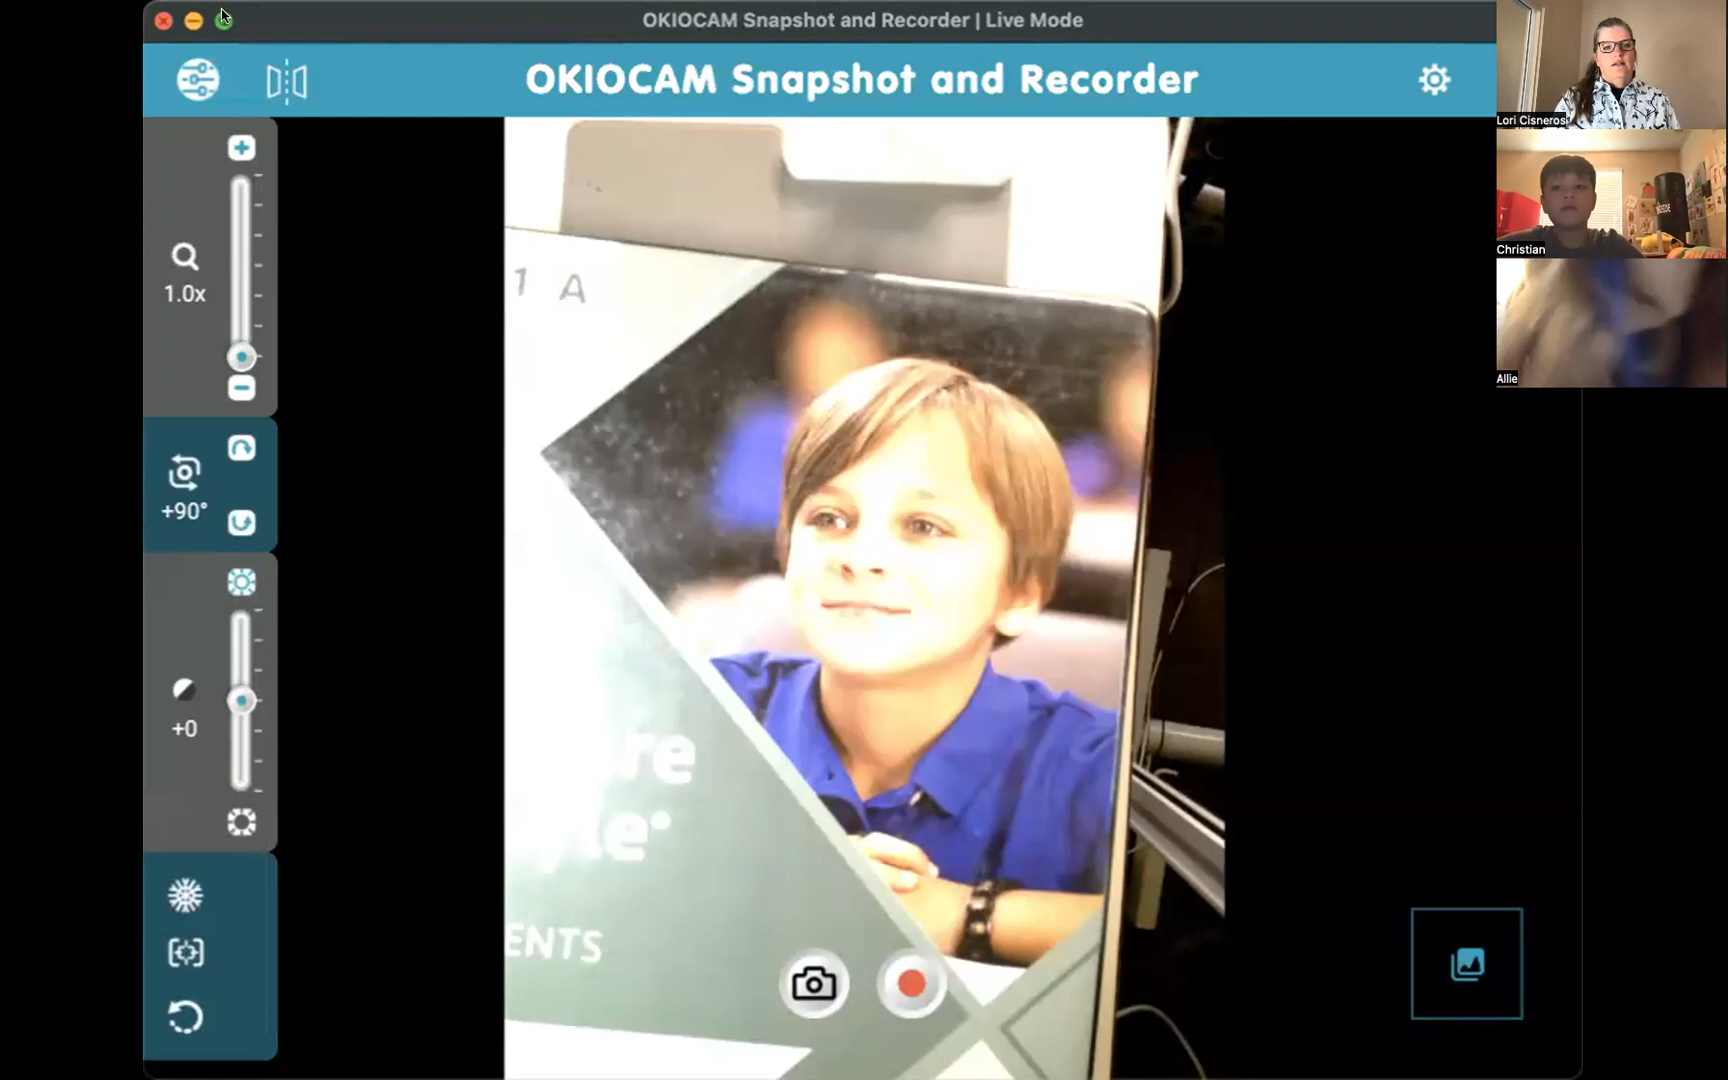 OKIOCAM Snapshot and Recorder | Live Mode
OKIOCAM Snapshot and Recorder
Lori Cisneros
Christian
Allie
1.0x
+90°
+0
1 A
ENTS